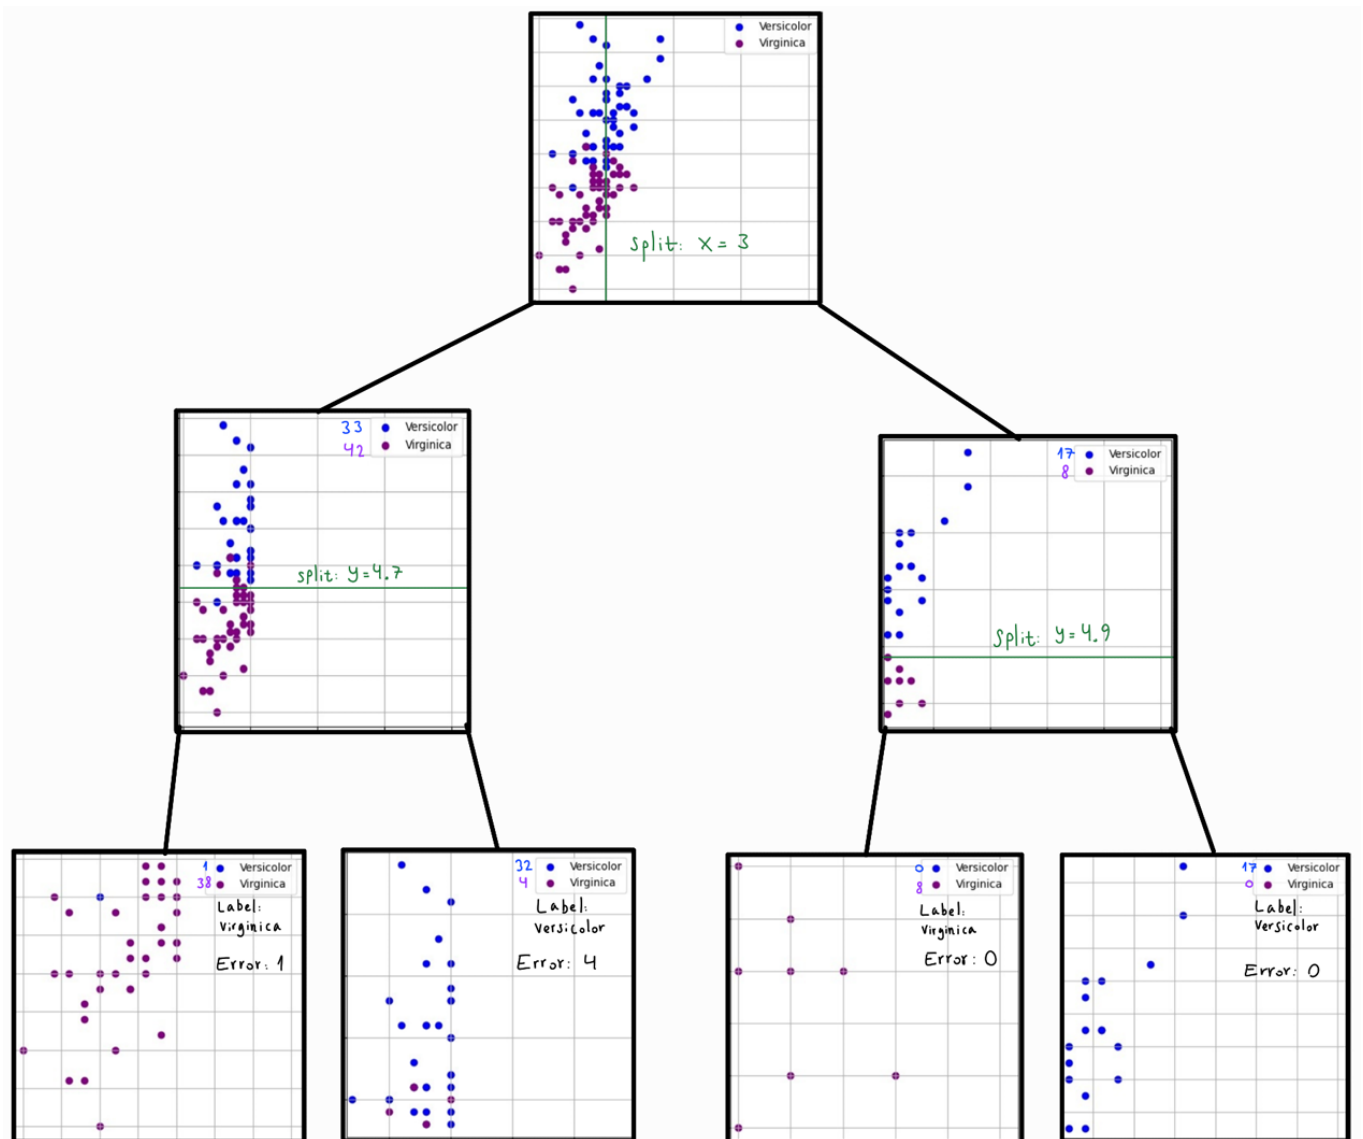 Versicolor
Virginica
split: x = 3
33 Versicolor
42 Virginica
split: y=4.7
17 Versicolor
8 Virginica
Split: y=4.9
1 Versicolor
38 Virginica
Label:
Virginica
Error: 1
32 Versicolor
4 Virginica
Label:
Versicolor
Error: 4
0 Versicolor
8 Virginica
Label:
Virginica
Error: 0
17 Versicolor
0 Virginica
Label:
Versicolor
Error: 0